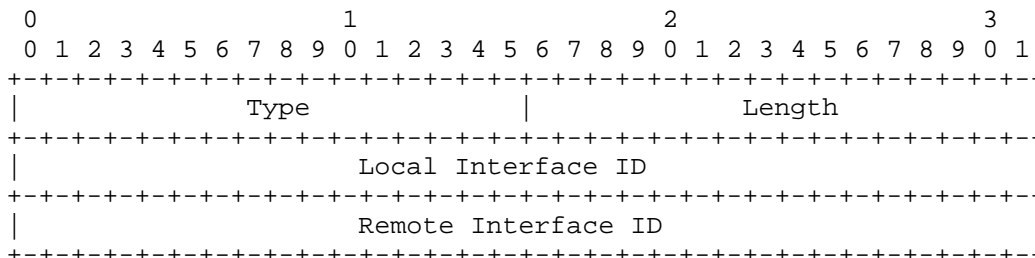 0                   1                   2                   3
 0 1 2 3 4 5 6 7 8 9 0 1 2 3 4 5 6 7 8 9 0 1 2 3 4 5 6 7 8 9 0 1
+-+-+-+-+-+-+-+-+-+-+-+-+-+-+-+-+-+-+-+-+-+-+-+-+-+-+-+-+-+-+-+-
|              Type             |             Length
+-+-+-+-+-+-+-+-+-+-+-+-+-+-+-+-+-+-+-+-+-+-+-+-+-+-+-+-+-+-+-+-
|                     Local Interface ID
+-+-+-+-+-+-+-+-+-+-+-+-+-+-+-+-+-+-+-+-+-+-+-+-+-+-+-+-+-+-+-+-
|                     Remote Interface ID
+-+-+-+-+-+-+-+-+-+-+-+-+-+-+-+-+-+-+-+-+-+-+-+-+-+-+-+-+-+-+-+-